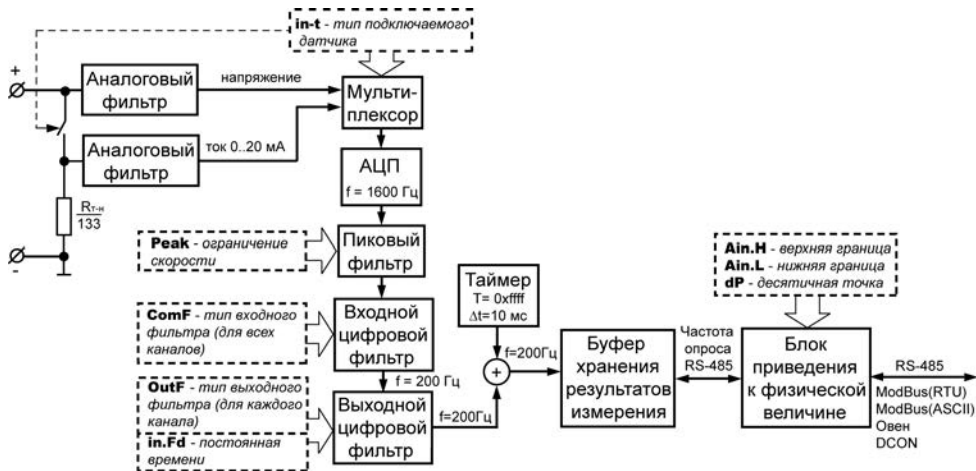 in-t - тип подключаемого
датчика
+
Аналоговый
фильтр
напряжение
Мульти-
плексор
Аналоговый
фильтр
ток 0..20 мА
АЦП
f = 1600 Гц
Rт-н
133
-
Peak - ограничение
скорости
Пиковый
фильтр
ComF - тип входного
фильтра (для всех
каналов)
Входной
цифровой
фильтр
f = 200 Гц
OutF - тип выходного
фильтра (для каждого
канала)
in.Fd - постоянная
времени
Выходной
цифровой
фильтр
f=200Гц
Таймер
T= 0xffff
Δt=10 мс
+
f=200Гц
Буфер
хранения
результатов
измерения
Частота
опроса
RS-485
Ain.H - верхняя граница
Ain.L - нижняя граница
dP - десятичная точка
Блок
приведения
к физической
величине
RS-485
ModBus(RTU)
ModBus(ASCII)
Овен
DCON